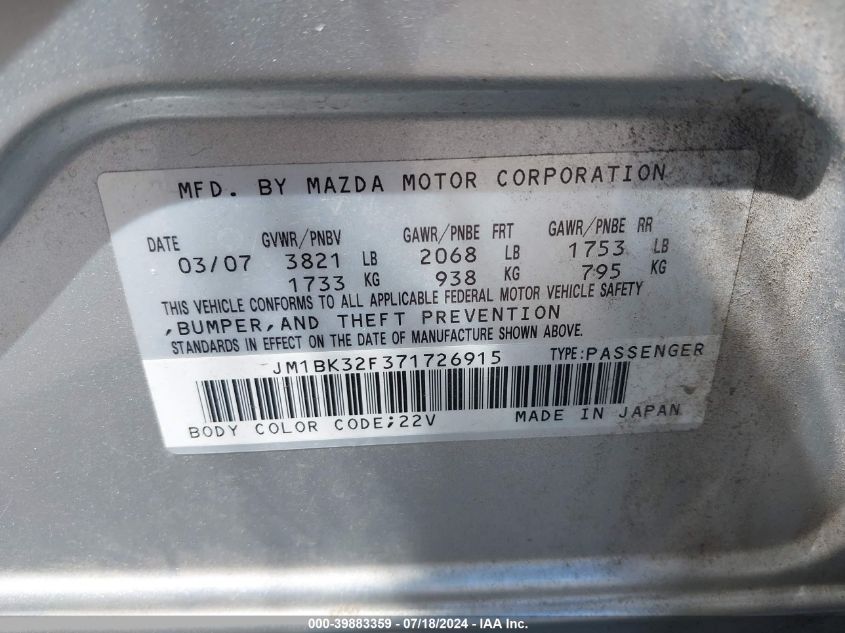 MFD. BY MAZDA MOTOR CORPORATION
DATE GVWR/PNBV GAWR/PNBE FRT GAWR/PNBE RR
03/07 3821 LB 2068 LB 1753 LB
1733 KG 938 KG 795 KG
THIS VEHICLE CONFORMS TO ALL APPLICABLE FEDERAL MOTOR VEHICLE SAFETY
,BUMPER,AND THEFT PREVENTION
STANDARDS IN EFFECT ON THE DATE OF MANUFACTURE SHOWN ABOVE.
JM1BK32F371726915 TYPE:PASSENGER
BODY COLOR CODE;22V MADE IN JAPAN
000-39883359 - 07/18/2024 - IAA Inc.